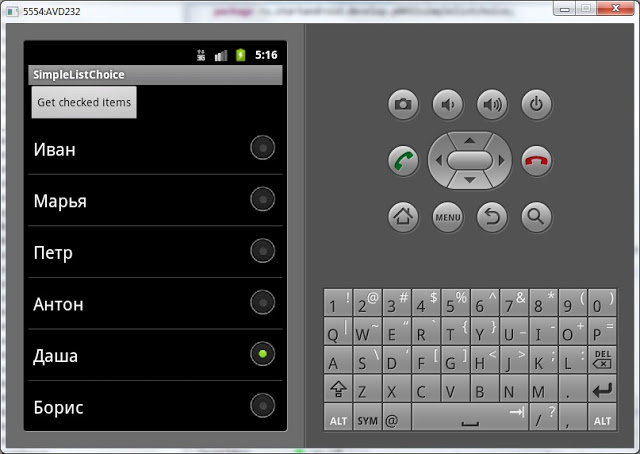 5554:AVD232
3G
5:16
SimpleListChoice
Get checked items
Иван
Марья
Петр
Антон
Даша
Борис
MENU
1 ! 2 @ 3 # 4 $ 5 % 6 ^ 7 & 8 * 9 ( 0 )
Q | W ~ E " R ` T { Y } U _ I - O + P =
A S \ D ' F [ G ] H < J > K ; L : DEL
Z X C V B N M .
ALT SYM @ / ? , ALT